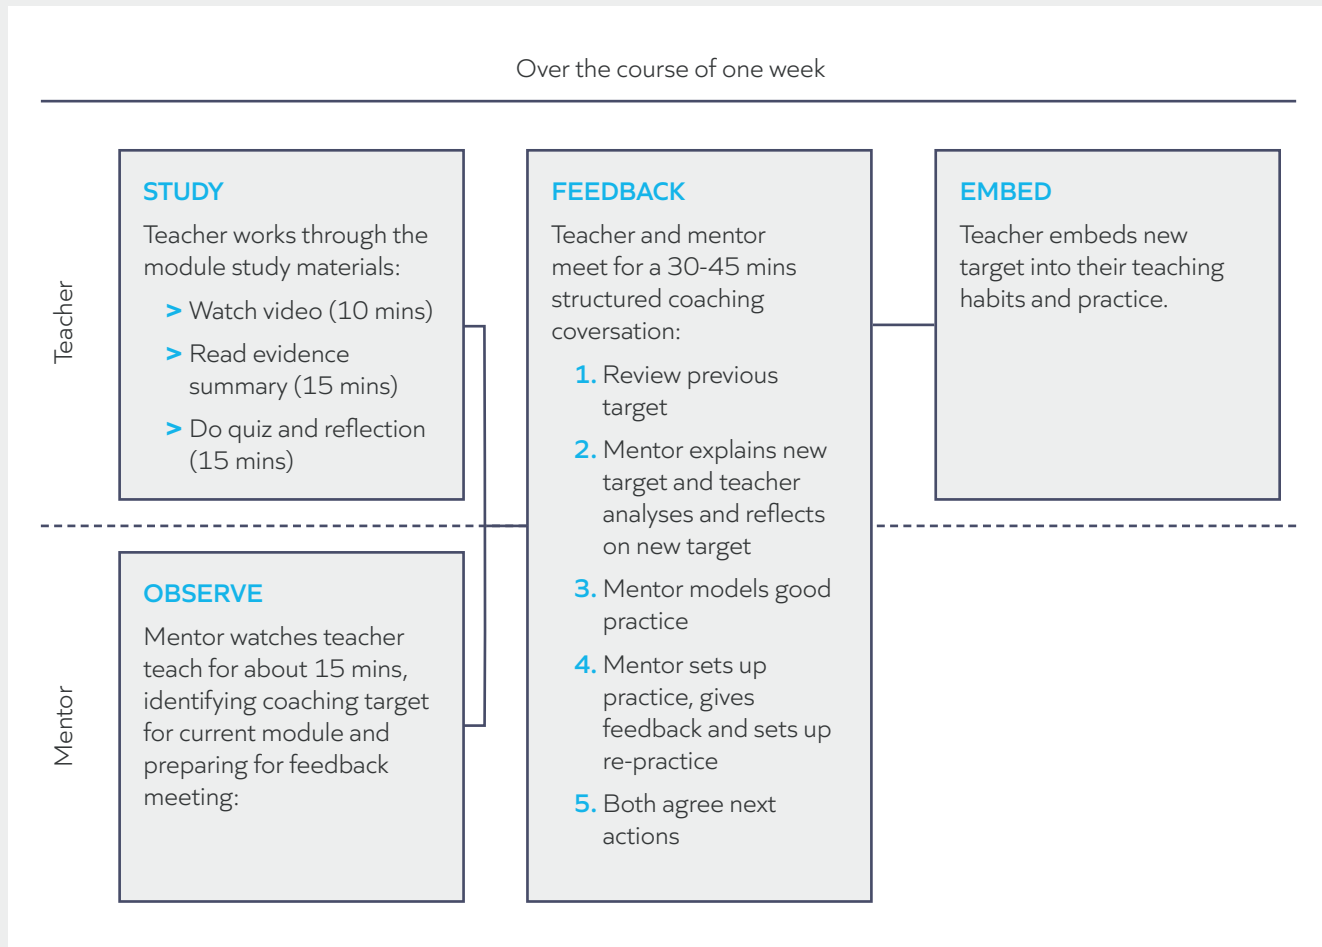 Over the course of one week
Teacher
STUDY
Teacher works through the
module study materials:
> Watch video (10 mins)
> Read evidence
summary (15 mins)
> Do quiz and reflection
(15 mins)
Mentor
OBSERVE
Mentor watches teacher
teach for about 15 mins,
identifying coaching target
for current module and
preparing for feedback
meeting:
FEEDBACK
Teacher and mentor
meet for a 30-45 mins
structured coaching
coversation:
1. Review previous
target
2. Mentor explains new
target and teacher
analyses and reflects
on new target
3. Mentor models good
practice
4. Mentor sets up
practice, gives
feedback and sets up
re-practice
5. Both agree next
actions
EMBED
Teacher embeds new
target into their teaching
habits and practice.